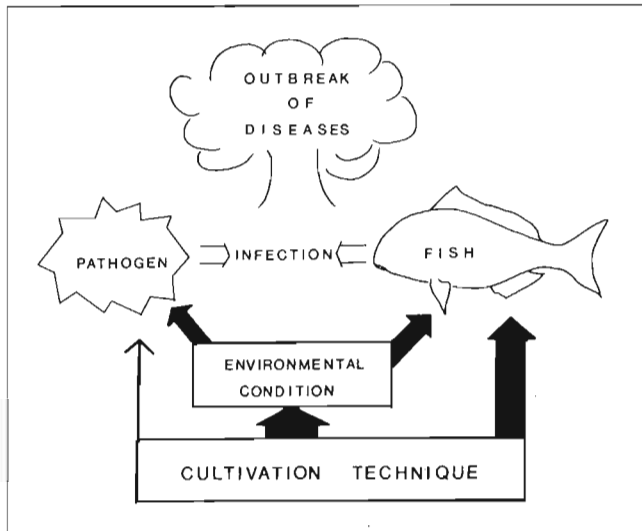 OUTBREAK
OF
DISEASES
PATHOGEN
INFECTION
FISH
ENVIRONMENTAL
CONDITION
CULTIVATION TECHNIQUE